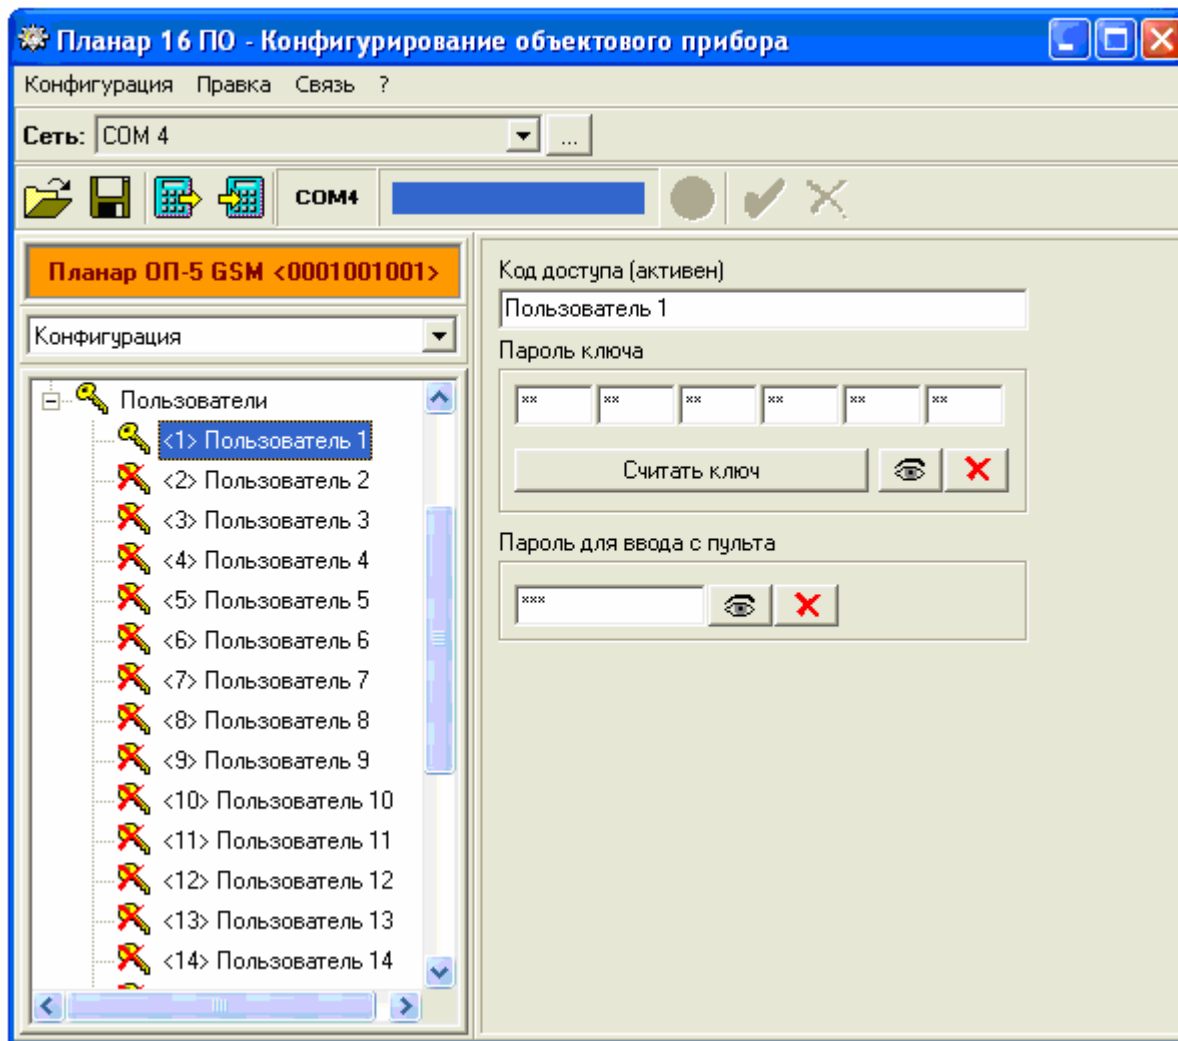 Планар 16 ПО - Конфигурирование объектового прибора
Конфигурация Правка Связь ?
Сеть: COM 4 ...
COM4
Планар ОП-5 GSM <0001001001>
Конфигурация
Пользователи
<1> Пользователь 1
<2> Пользователь 2
<3> Пользователь 3
<4> Пользователь 4
<5> Пользователь 5
<6> Пользователь 6
<7> Пользователь 7
<8> Пользователь 8
<9> Пользователь 9
<10> Пользователь 10
<11> Пользователь 11
<12> Пользователь 12
<13> Пользователь 13
<14> Пользователь 14
Код доступа (активен)
Пользователь 1
Пароль ключа
** ** ** ** ** **
Считать ключ
Пароль для ввода с пульта
***